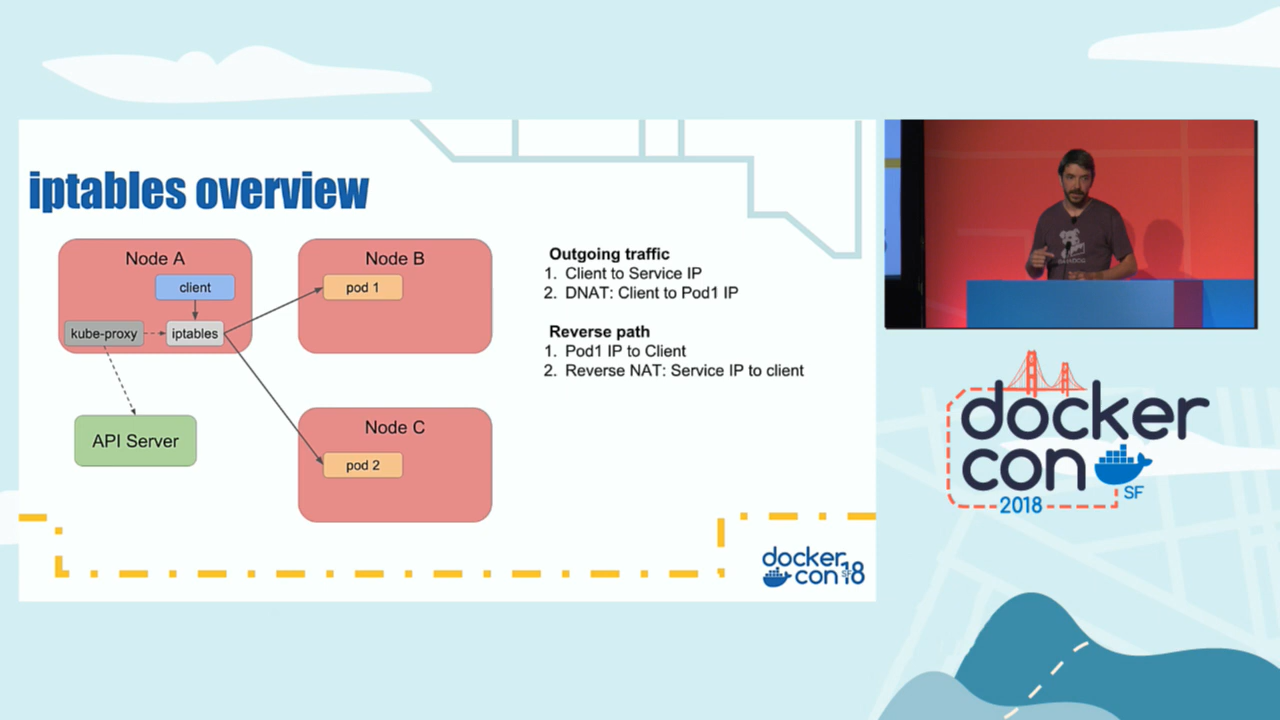 iptables overview
Node A
client
kube-proxy
iptables
API Server
Node B
pod 1
Node C
pod 2
Outgoing traffic
1. Client to Service IP
2. DNAT: Client to Pod1 IP
Reverse path
1. Pod1 IP to Client
2. Reverse NAT: Service IP to client
docker
con18
SF
docker
con
SF
2018